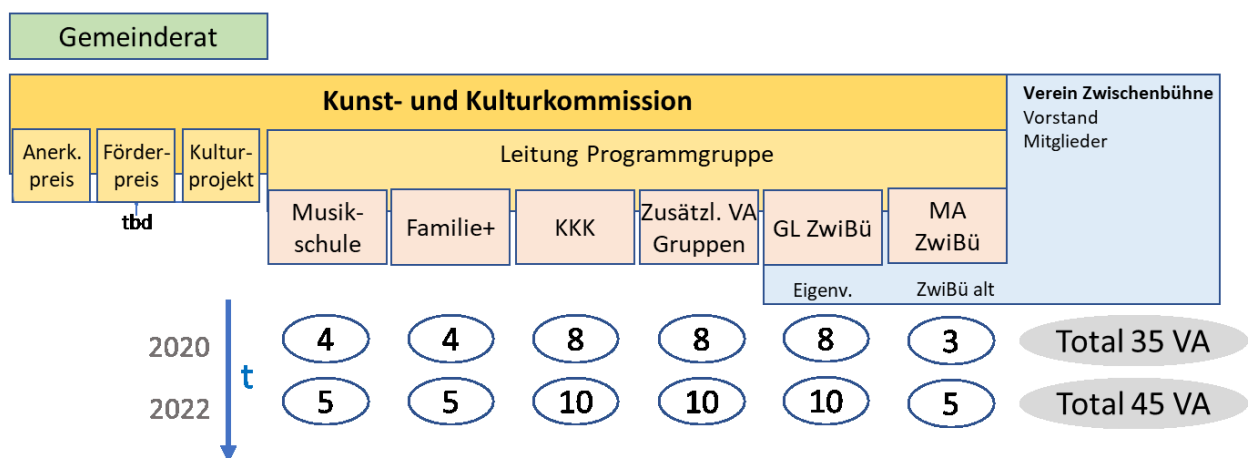 Gemeinderat
Kunst- und Kulturkommission
Verein Zwischenbühne
Vorstand
Mitglieder
Anerk.
preis
Förder-
preis
Kultur-
projekt
Leitung Programmgruppe
tbd
Musik-
schule
Familie+
KKK
Zusätzl. VA
Gruppen
GL ZwiBü
MA
ZwiBü
Eigenv.
ZwiBü alt
2020
4
4
8
8
8
3
Total 35 VA
t
2022
5
5
10
10
10
5
Total 45 VA